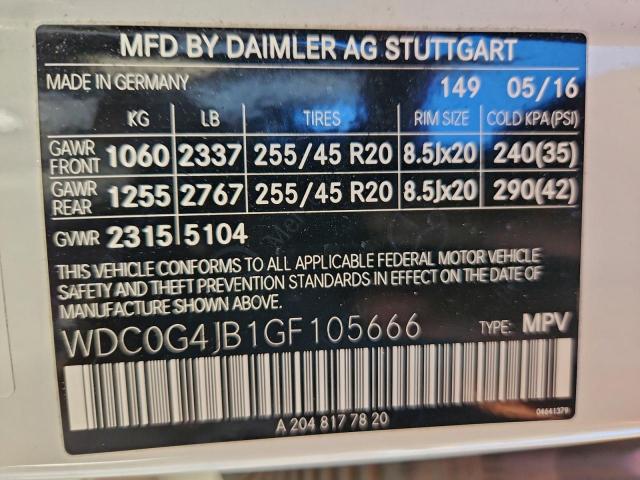 MFD BY DAIMLER AG STUTTGART
MADE IN GERMANY 149 05/16
KG LB TIRES RIM SIZE COLD KPA(PSI)
GAWR FRONT 1060 2337 255/45 R20 8.5Jx20 240(35)
GAWR REAR 1255 2767 255/45 R20 8.5Jx20 290(42)
GVWR 2315 5104
THIS VEHICLE CONFORMS TO ALL APPLICABLE FEDERAL MOTOR VEHICLE
SAFETY AND THEFT PREVENTION STANDARDS IN EFFECT ON THE DATE OF
MANUFACTURE SHOWN ABOVE.
WDC0G4JB1GF105666 TYPE: MPV
A 204 817 78 20
04641379